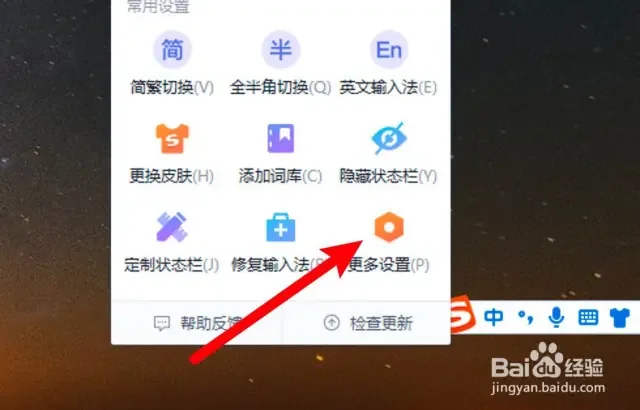 常用设置
简 半 En
简繁切换(V) 全半角切换(Q) 英文输入法(E)
S
更换皮肤(H) 添加词库(C) 隐藏状态栏(Y)
定制状态栏(J) 修复输入法 更多设置(P)
帮助反馈 检查更新
S 中
Baidu 经验
jingyan.baidu.com